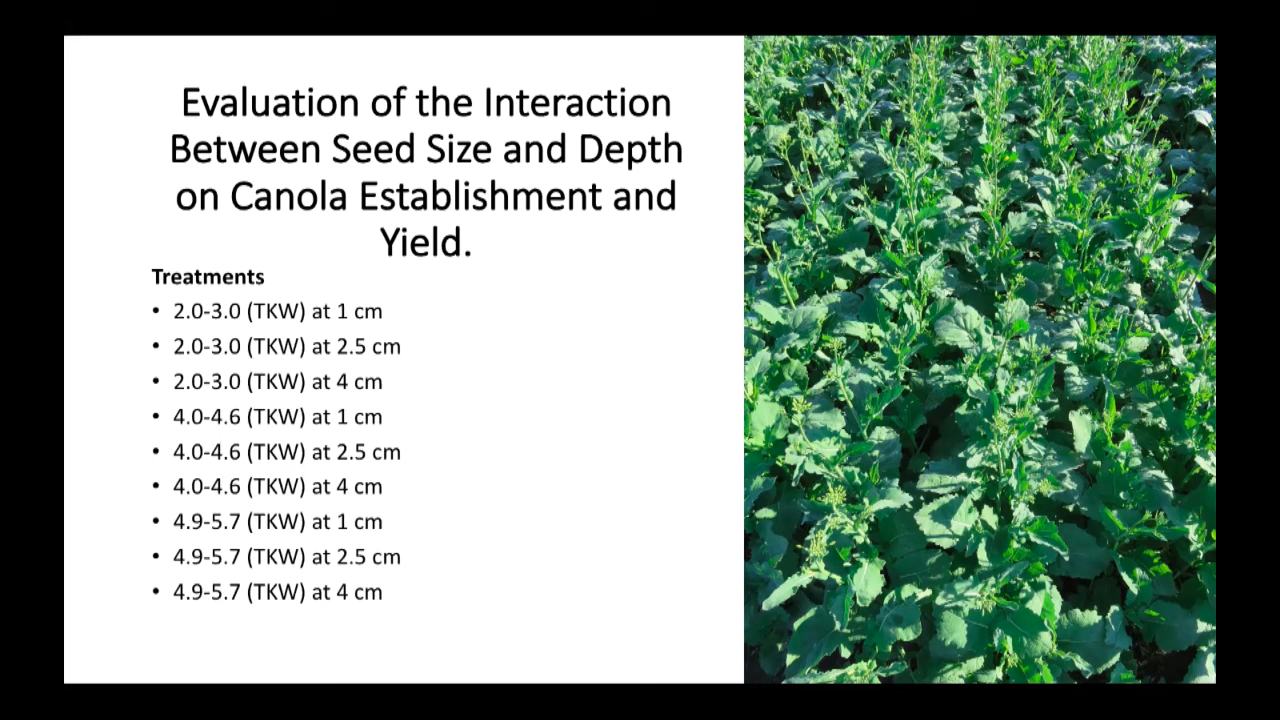 Evaluation of the Interaction
Between Seed Size and Depth
on Canola Establishment and
Yield.
Treatments
• 2.0-3.0 (TKW) at 1 cm
• 2.0-3.0 (TKW) at 2.5 cm
• 2.0-3.0 (TKW) at 4 cm
• 4.0-4.6 (TKW) at 1 cm
• 4.0-4.6 (TKW) at 2.5 cm
• 4.0-4.6 (TKW) at 4 cm
• 4.9-5.7 (TKW) at 1 cm
• 4.9-5.7 (TKW) at 2.5 cm
• 4.9-5.7 (TKW) at 4 cm